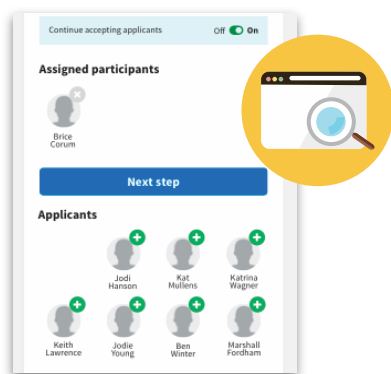 Continue accepting applicants Off On
Assigned participants
Brice
Corum
Next step
Applicants
Jodi
Hanson
Kat
Mullens
Katrina
Wagner
Keith
Lawrence
Jodie
Young
Ben
Winter
Marshall
Fordham